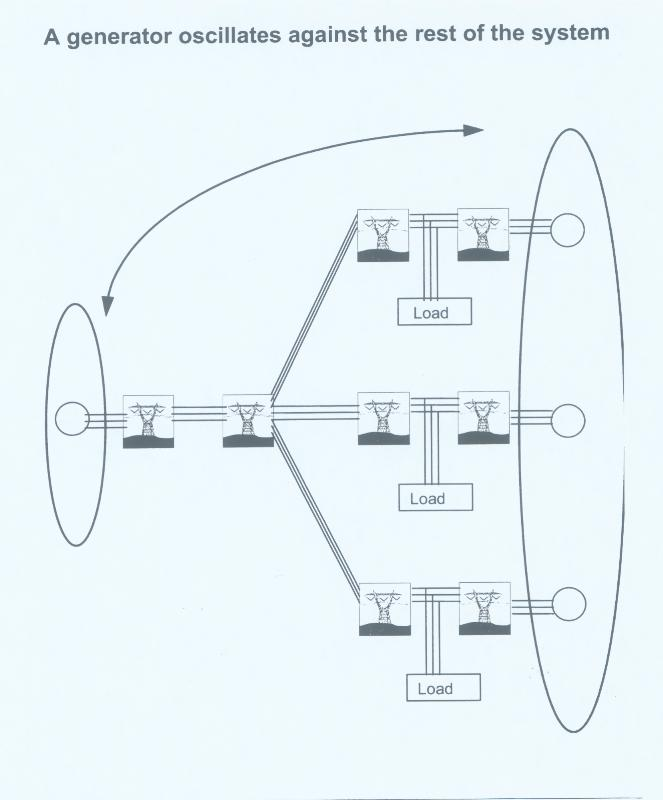 A generator oscillates against the rest of the system
Load
Load
Load